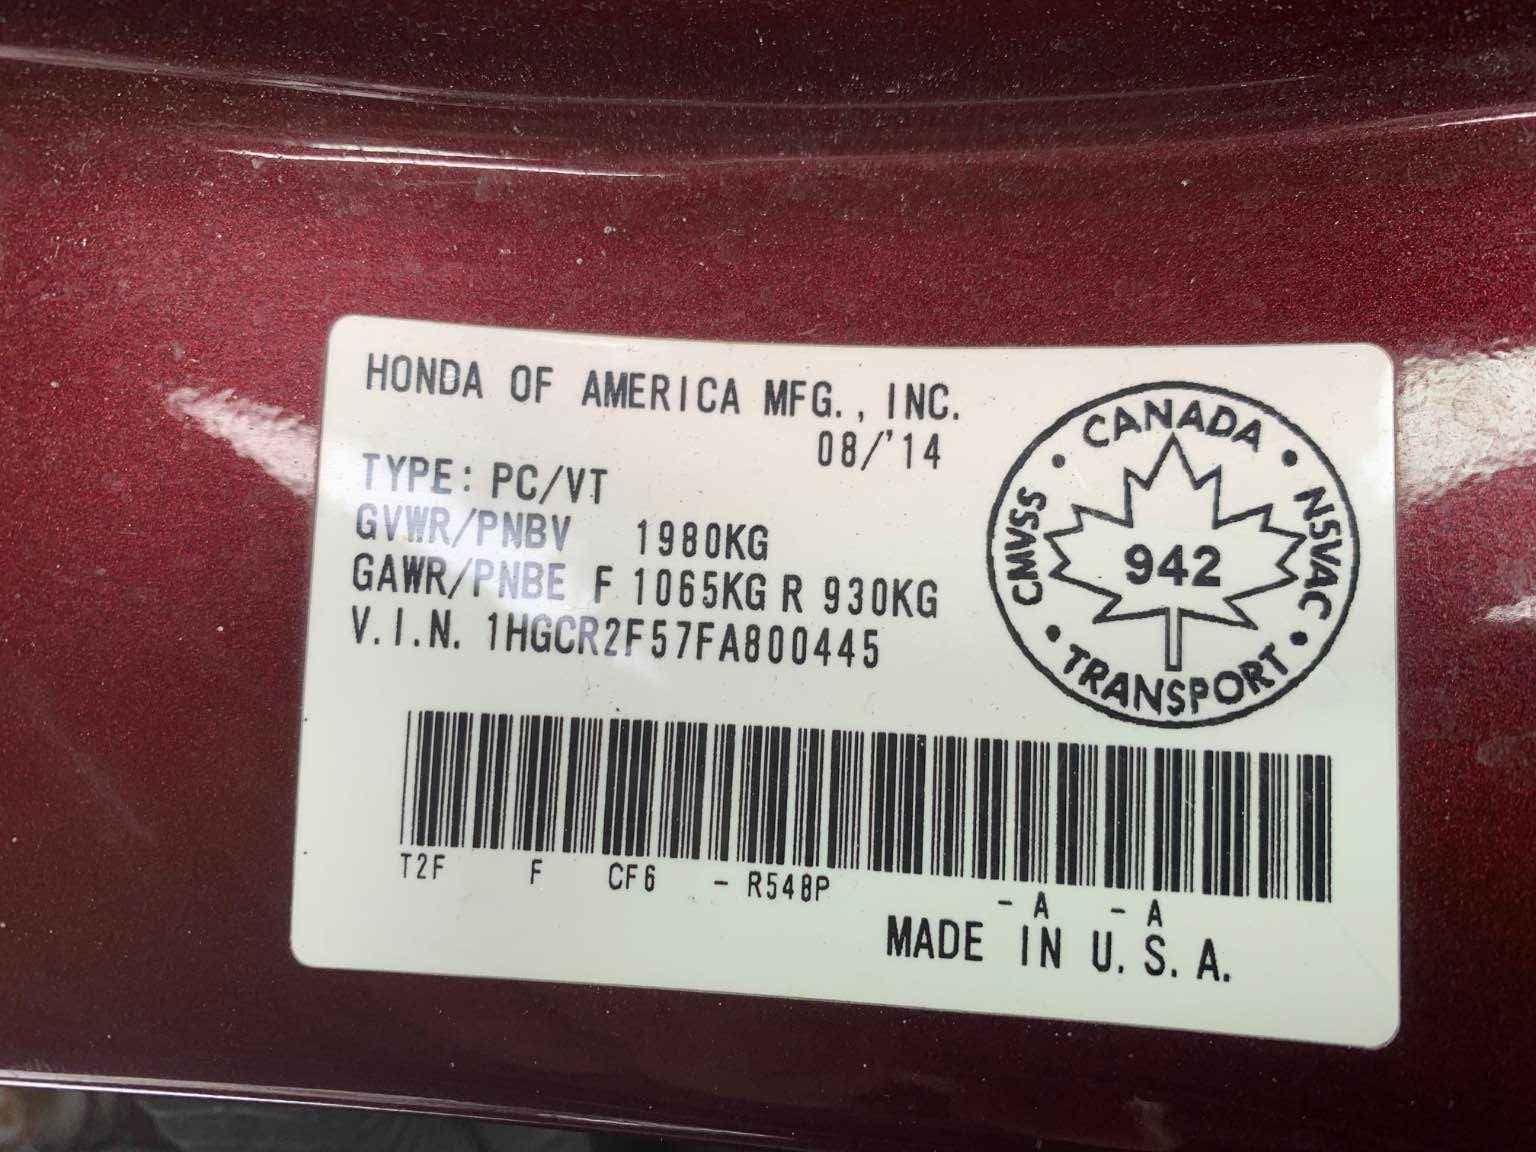 HONDA OF AMERICA MFG., INC.
08/'14
TYPE: PC/VT
GVWR/PNBV 1980KG
GAWR/PNBE F 1065KG R 930KG
V.I.N. 1HGCR2F57FA800445
CANADA
CMVSS
NSVAC
942
TRANSPORT
T2F F CF6 - R548P - A - A
MADE IN U.S.A.